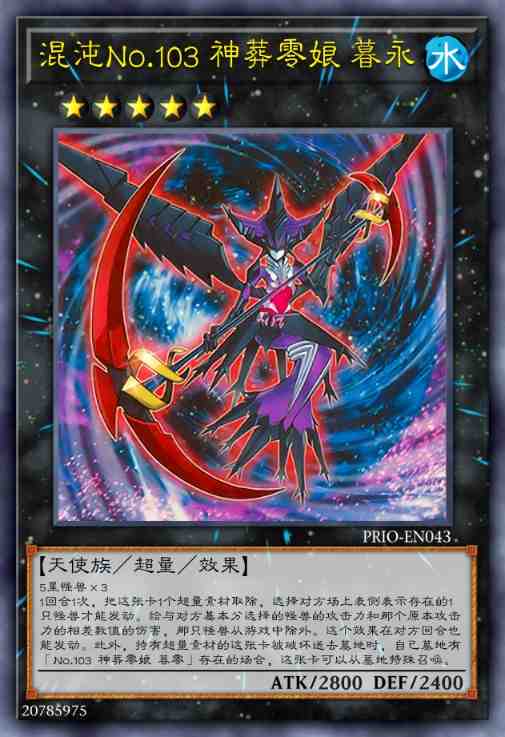 混沌No.103 神葬零娘 暮永
水
PRIO-EN043
【天使族／超量／效果】
5星怪兽×3
1回合1次，把这张卡1个超量素材取除，选择对方场上表侧表示存在的1
只怪兽才能发动。给与对方基本分选择的怪兽的攻击力和那个原本攻击
力的相差数值的伤害，那只怪兽从游戏中除外。这个效果在对方回合也
能发动。此外，持有超量素材的这张卡被破坏送去墓地时，自己墓地有
「No.103 神葬零娘 暮零」存在的场合，这张卡可以从墓地特殊召唤。
ATK/2800 DEF/2400
20785975